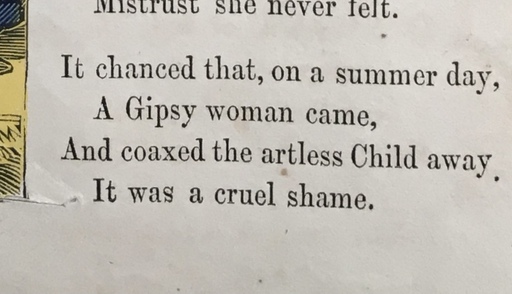 Mistrust she never felt.
It chanced that, on a summer day,
A Gipsy woman came,
And coaxed the artless Child away.
It was a cruel shame.